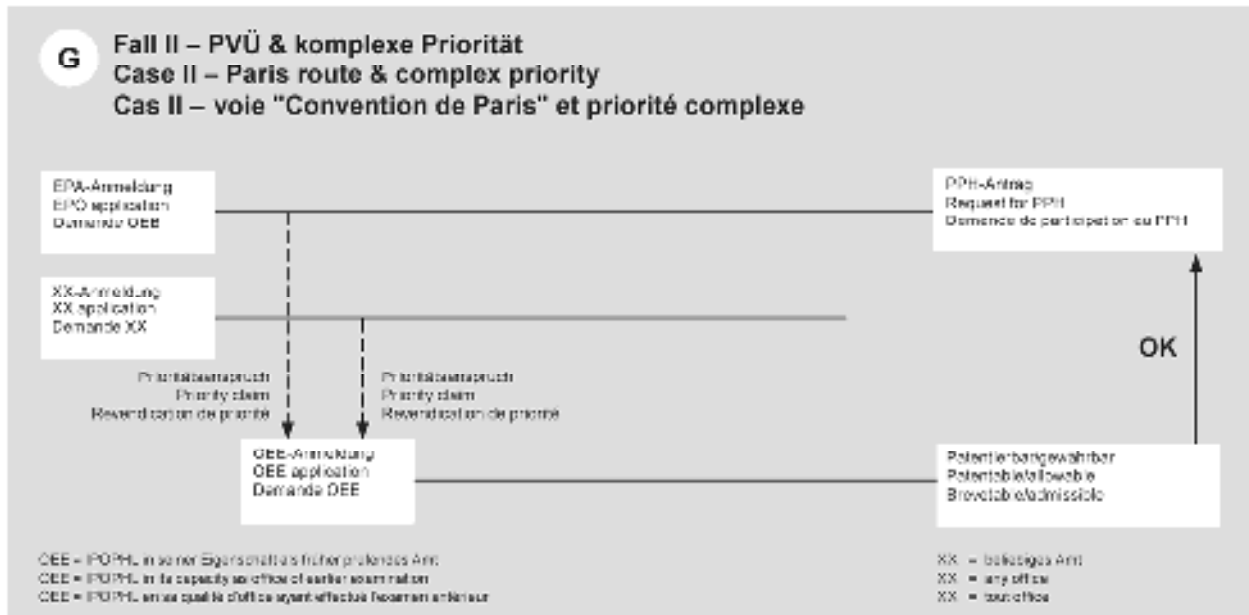 G
Fall II – PVÜ & komplexe Priorität
Case II – Paris route & complex priority
Cas II – voie "Convention de Paris" et priorité complexe
EPA-Anmeldung
EPO application
Demande OEB
PPH-Antrag
Request for PPH
Demande de participation au PPH
XX-Anmeldung
XX application
Demande XX
OK
Prioritätsanspruch
Priority claim
Revendication de priorité
Prioritätsanspruch
Priority claim
Revendication de priorité
OEE-Anmeldung
OEE application
Demande OEE
Patentierbar/gewährbar
Patentable/allowable
Brevetable/admissible
OEE = IPOPHL in seiner Eigenschaft als früher prüfendes Amt
OEE = IPOPHL in its capacity as office of earlier examination
OEE = IPOPHL en sa qualité d'office ayant effectué l'examen antérieur
XX = beliebiges Amt
XX = any office
XX = tout office